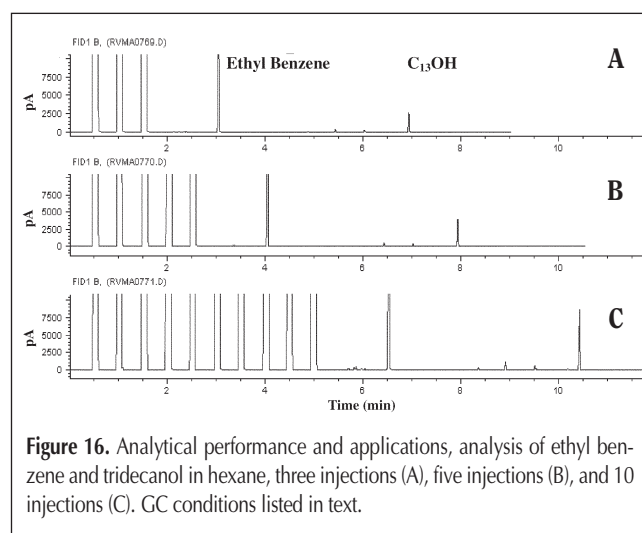 FID1 B, (RVMA0769.D)
Ethyl Benzene
C₁₃OH
A
pA
7500
5000
2500
0
2 4 6 8 10
FID1 B, (RVMA0770.D)
B
pA
7500
5000
2500
0
2 4 6 8 10
FID1 B, (RVMA0771.D)
C
pA
7500
5000
2500
0
2 4 6 8 10
Time (min)
Figure 16. Analytical performance and applications, analysis of ethyl ben-
zene and tridecanol in hexane, three injections (A), five injections (B), and 10
injections (C). GC conditions listed in text.